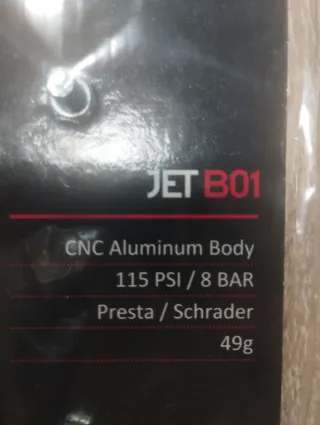 JET B01
CNC Aluminum Body
115 PSI / 8 BAR
Presta / Schrader
49g